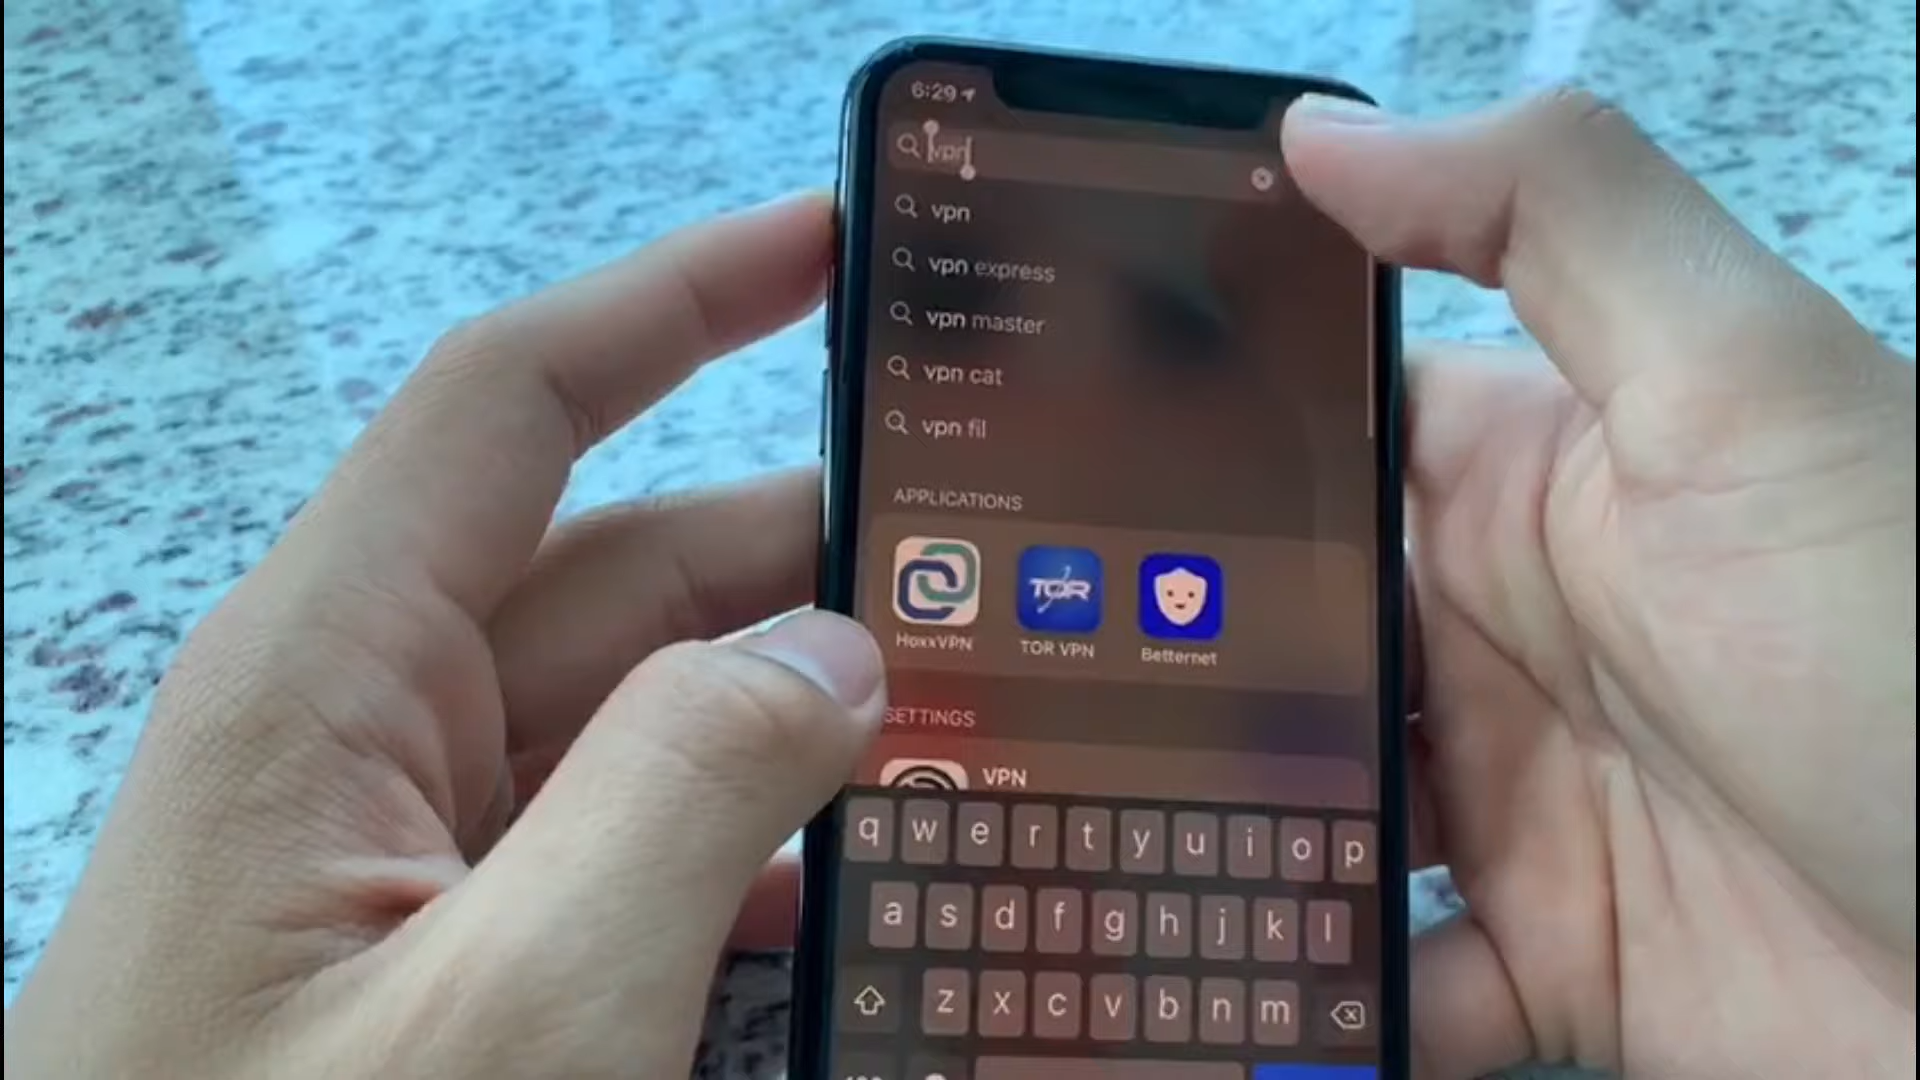 6:29
vpn
vpn
vpn express
vpn master
vpn cat
vpn fil
APPLICATIONS
TOR
HoxxVPN TOR VPN Betternet
SETTINGS
VPN
q w e r t y u i o p
a s d f g h j k l
z x c v b n m